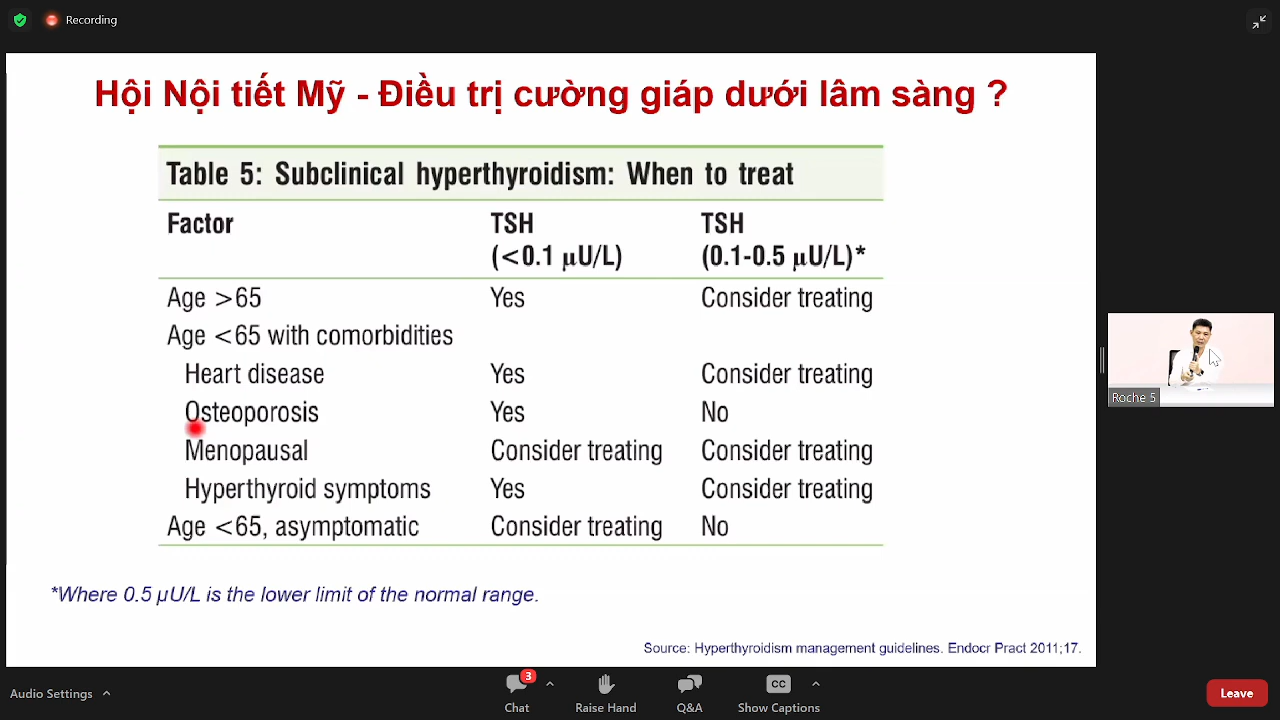 Recording
Hội Nội tiết Mỹ - Điều trị cường giáp dưới lâm sàng ?
Table 5: Subclinical hyperthyroidism: When to treat
Factor TSH (<0.1 μU/L) TSH (0.1-0.5 μU/L)*
Age >65 Yes Consider treating
Age <65 with comorbidities
Heart disease Yes Consider treating
Osteoporosis Yes No
Menopausal Consider treating Consider treating
Hyperthyroid symptoms Yes Consider treating
Age <65, asymptomatic Consider treating No
*Where 0.5 μU/L is the lower limit of the normal range.
Source: Hyperthyroidism management guidelines. Endocr Pract 2011;17.
Roche 5
Audio Settings
3
Chat
Raise Hand
Q&A
CC
Show Captions
Leave